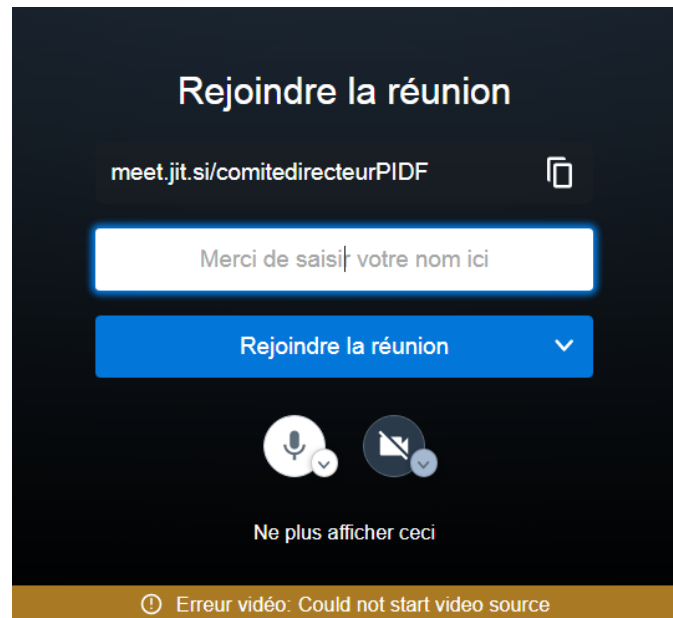 Rejoindre la réunion
meet.jit.si/comitedirecteurPIDF
Merci de saisir votre nom ici
Rejoindre la réunion
Ne plus afficher ceci
Erreur vidéo: Could not start video source